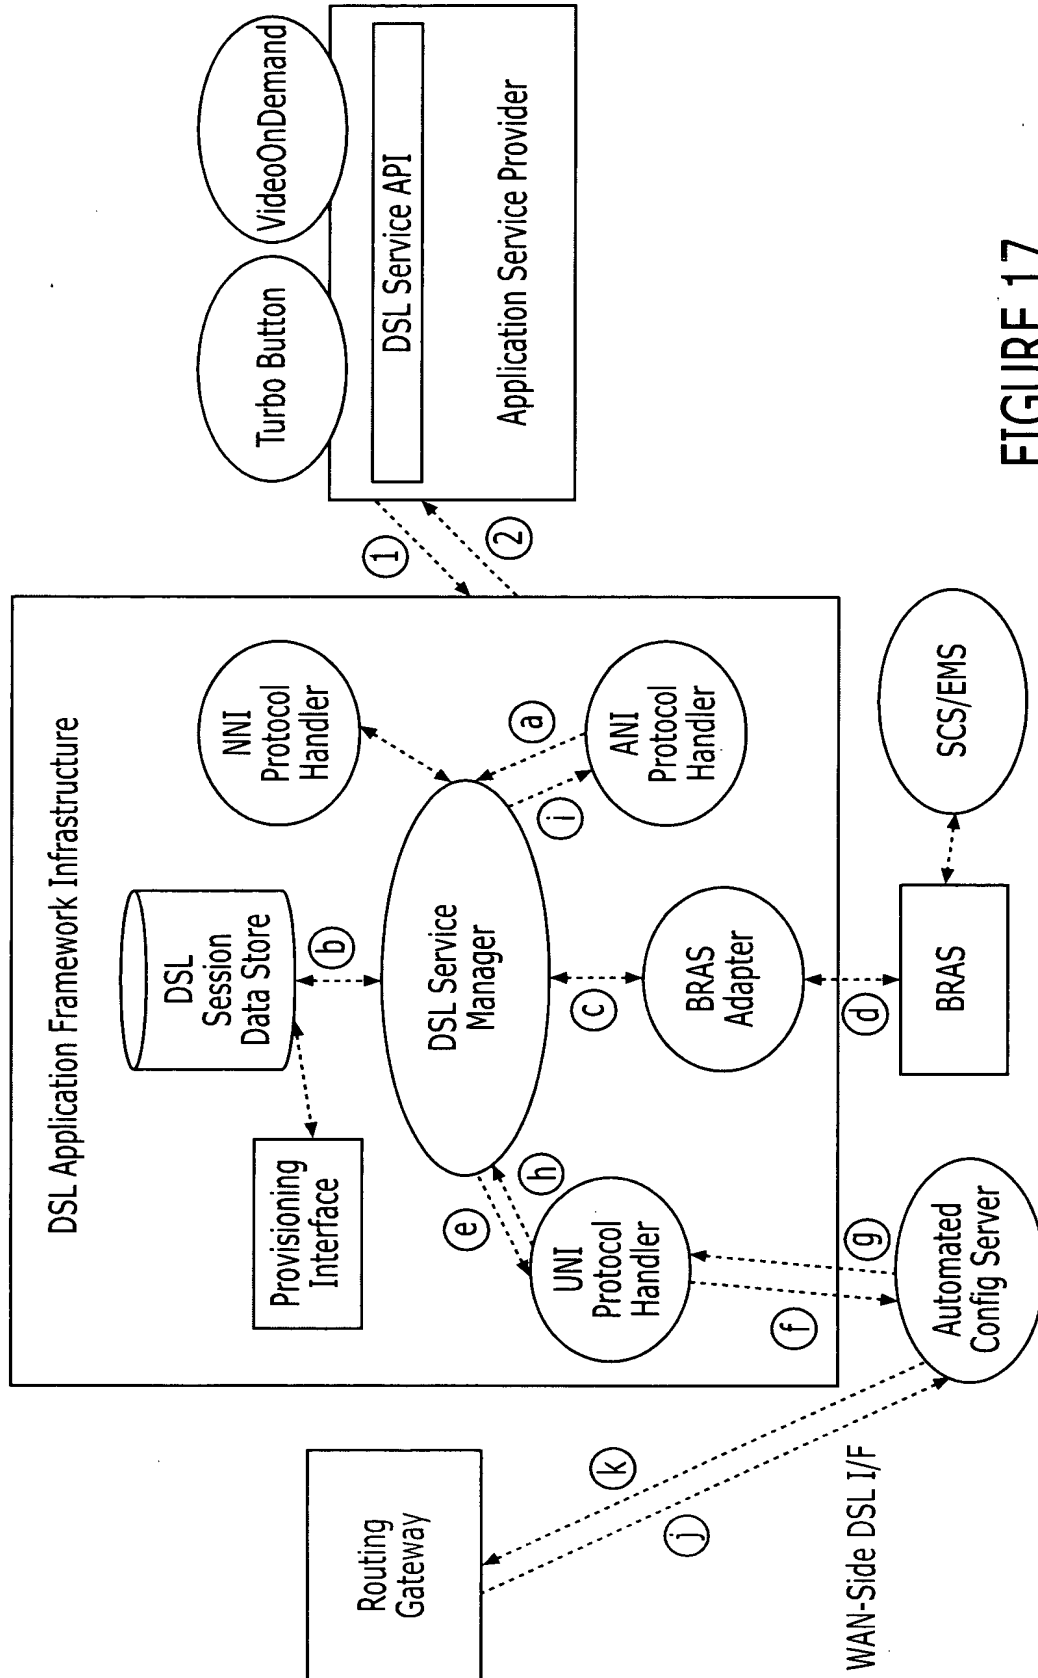 DSL Application Framework Infrastructure
Routing
Gateway
Provisioning
Interface
DSL
Session
Data Store
NNI
Protocol
Handler
Turbo Button
VideoOnDemand
DSL Service API
Application Service Provider
1
2
b
DSL Service
Manager
e
h
c
i
a
UNI
Protocol
Handler
BRAS
Adapter
ANI
Protocol
Handler
k
j
f
g
d
WAN-Side DSL I/F
Automated
Config Server
BRAS
SCS/EMS
FIGURE 17